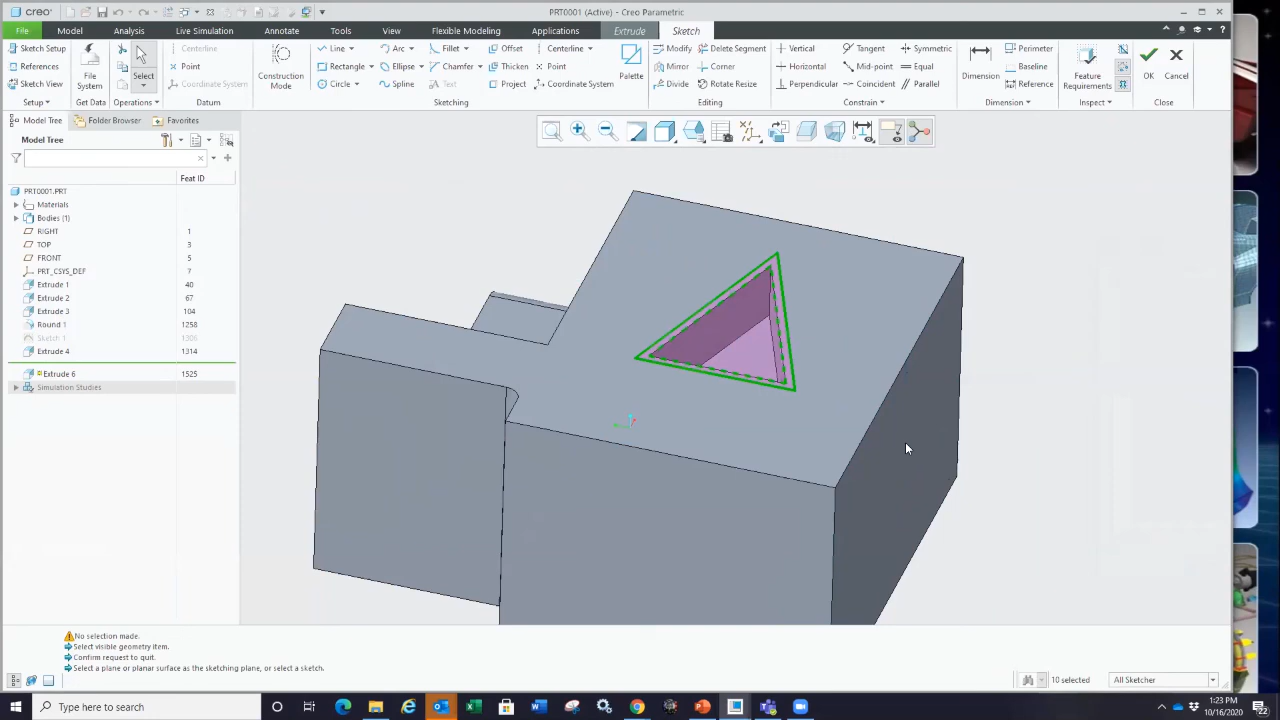 creo
PRT0001 (Active) - Creo Parametric
File Model Analysis Live Simulation Annotate Tools View Flexible Modeling Applications Extrude Sketch
Sketch Setup
References
Sketch View
Setup
File System
Get Data
Select
Operations
Centerline
Point
Coordinate System
Datum
Construction Mode
Line Arc Fillet Offset Centerline
Rectangle Ellipse Chamfer Thicken Point
Circle Spline Text Project Coordinate System
Palette
Sketching
Modify Delete Segment
Mirror Corner
Divide Rotate Resize
Editing
Vertical Tangent Symmetric
Horizontal Mid-point Equal
Perpendicular Coincident Parallel
Constrain
Dimension
Perimeter
Baseline
Reference
Dimension
Feature Requirements
Inspect
OK Cancel
Close
Model Tree Folder Browser Favorites
Model Tree
Feat ID
PRT0001.PRT
Materials
Bodies (1)
RIGHT 1
TOP 3
FRONT 5
PRT_CSYS_DEF 7
Extrude 1 40
Extrude 2 67
Extrude 3 104
Round 1 1258
Sketch 1 1306
Extrude 4 1314
Extrude 6 1525
Simulation Studies
No selection made.
Select visible geometry item.
Confirm request to quit.
Select a plane or planar surface as the sketching plane, or select a sketch.
10 selected
All Sketcher
Type here to search
1:23 PM
10/16/2020
22